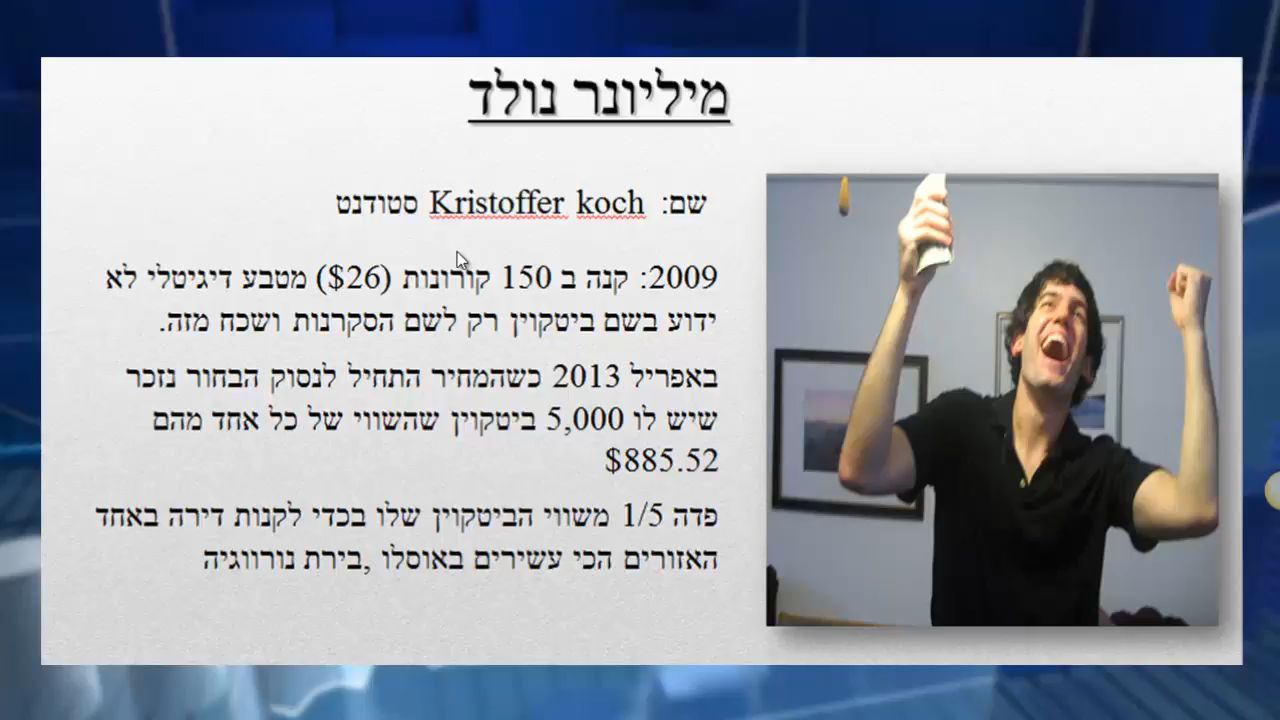 מיליונר נולד
שם: Kristoffer koch סטודנט
2009: קנה ב 150 קורונות ($26) מטבע דיגיטלי לא
ידוע בשם ביטקוין רק לשם הסקרנות ושכח מזה.
באפריל 2013 כשהמחיר התחיל לנסוק הבחור נזכר
שיש לו 5,000 ביטקוין שהשווי של כל אחד מהם
$885.52
פדה 1/5 משווי הביטקוין שלו בכדי לקנות דירה באחד
האזורים הכי עשירים באוסלו ,בירת נורווגיה